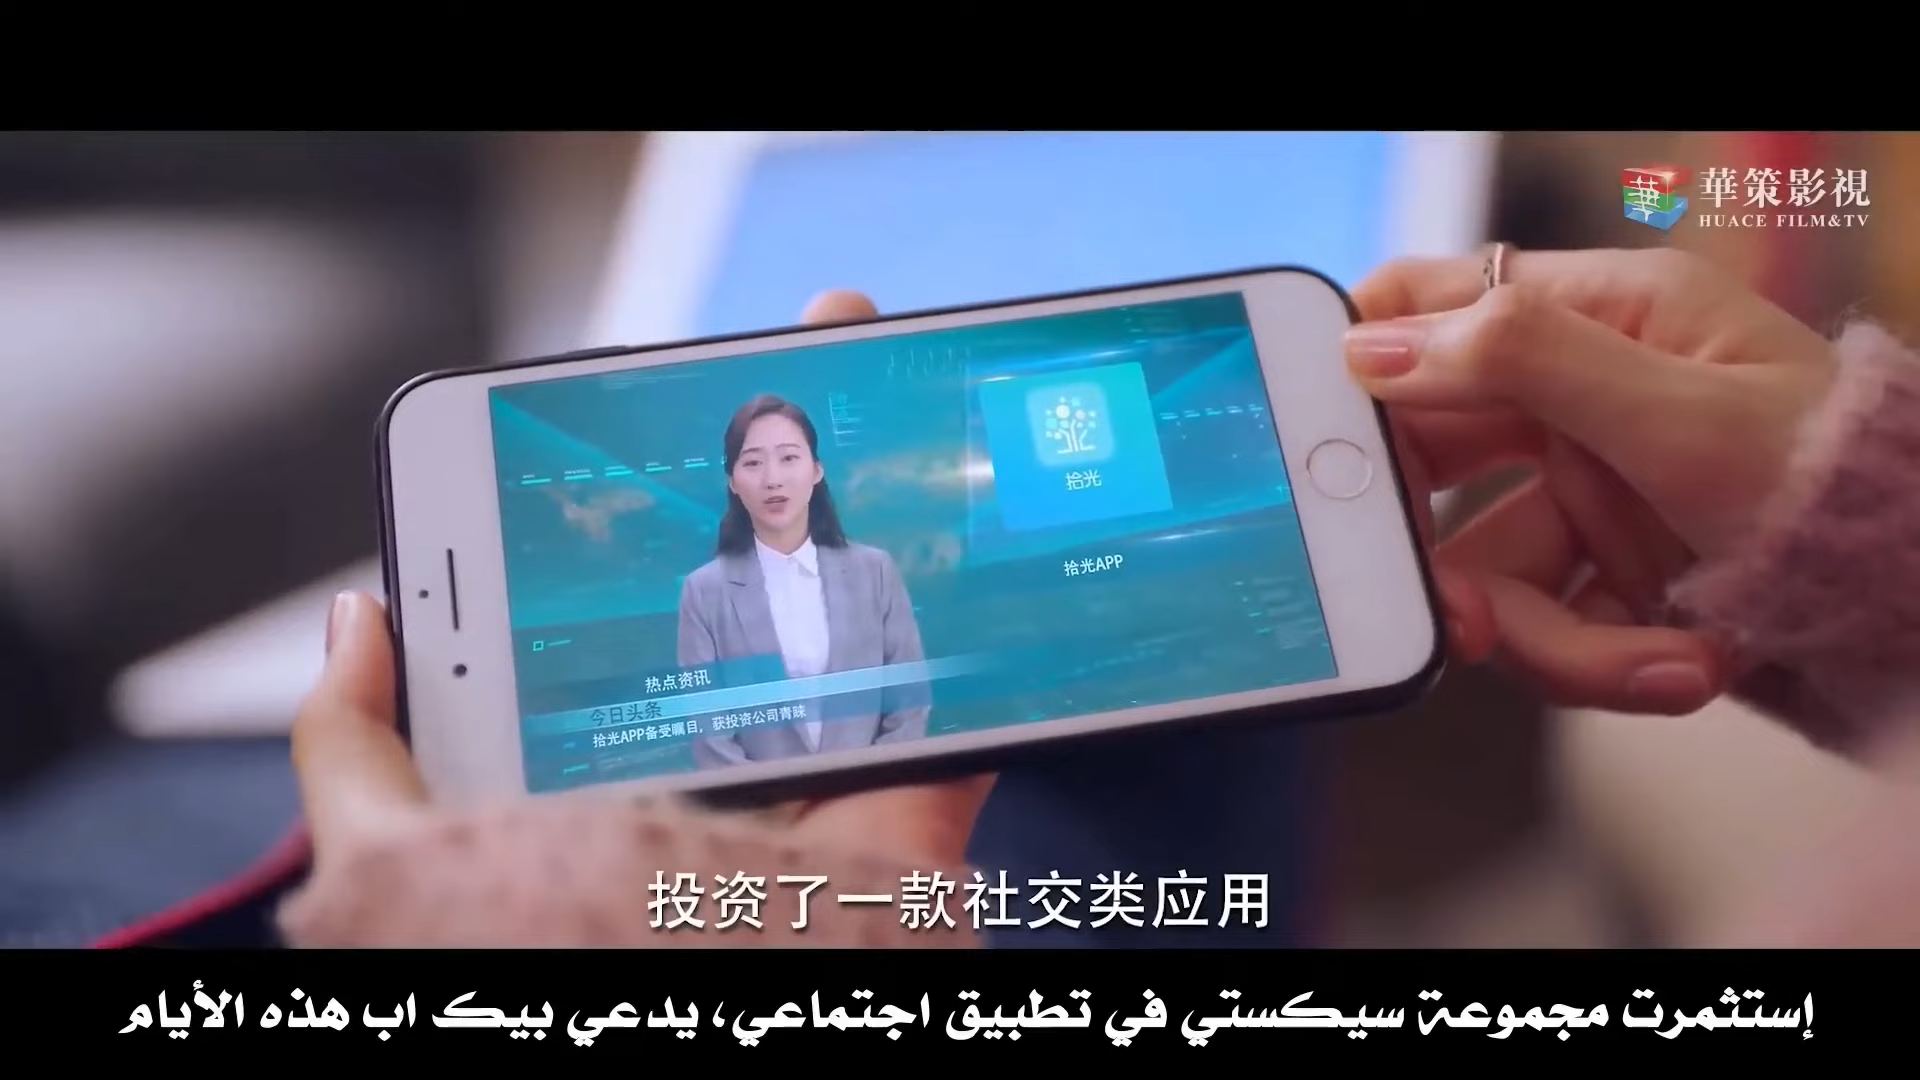 華策影視
HUACE FILM&TV
拾光
拾光APP
热点资讯
今日头条
拾光APP备受瞩目，获投资公司青睐
投资了一款社交类应用
إستثمرت مجموعة سيكستي في تطبيق اجتماعي، يدعي بيك اب هذه الأيام